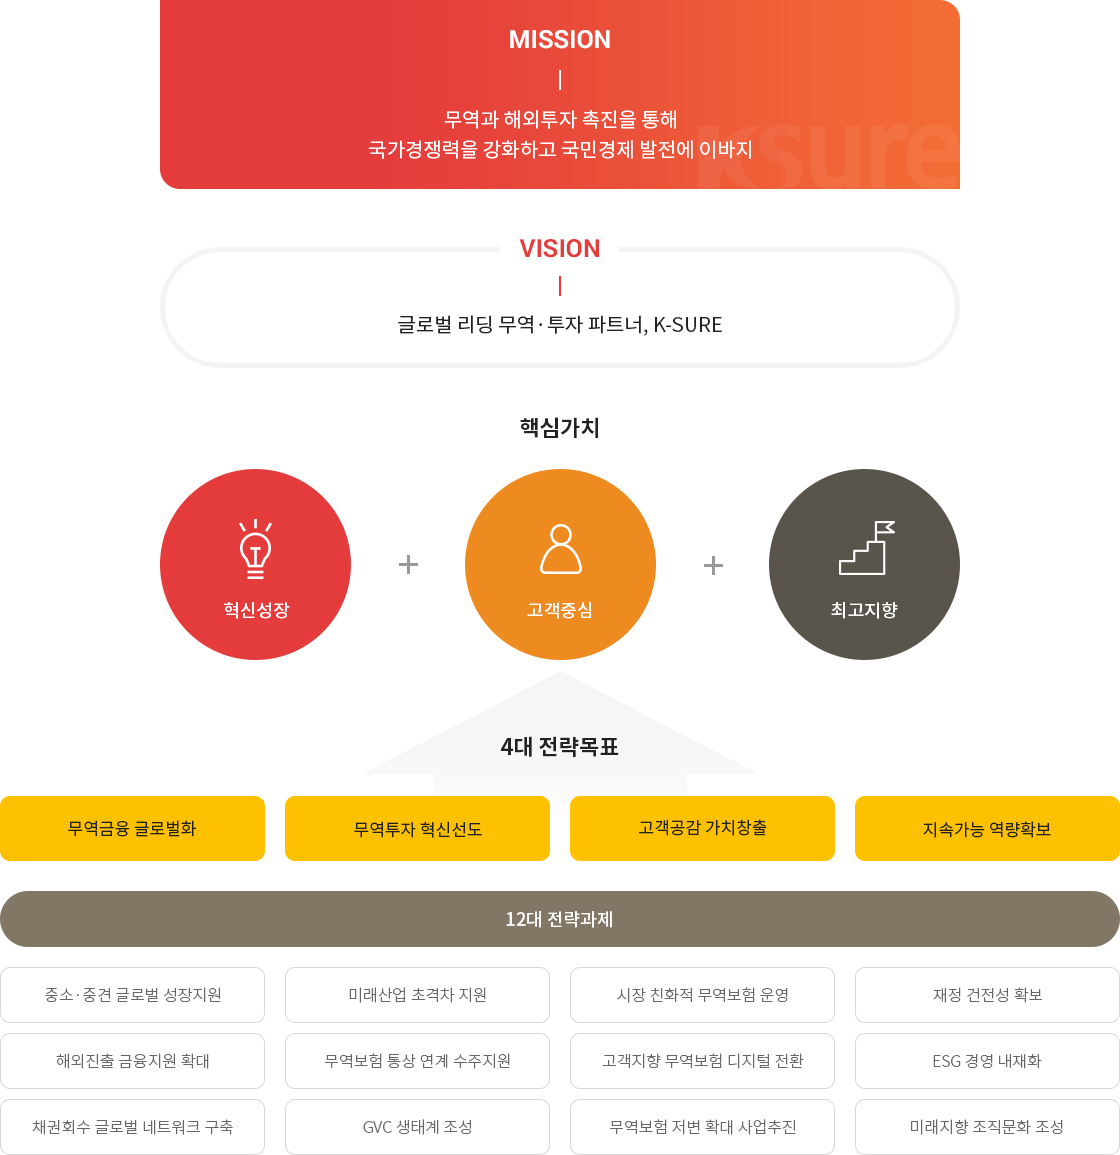 MISSION
무역과 해외투자 촉진을 통해
국가경쟁력을 강화하고 국민경제 발전에 이바지
Ksure
VISION
글로벌 리딩 무역·투자 파트너, K-SURE
핵심가치
혁신성장
+
고객중심
+
최고지향
4대 전략목표
무역금융 글로벌화
무역투자 혁신선도
고객공감 가치창출
지속가능 역량확보
12대 전략과제
중소·중견 글로벌 성장지원
미래산업 초격차 지원
시장 친화적 무역보험 운영
재정 건전성 확보
해외진출 금융지원 확대
무역보험 통상 연계 수주지원
고객지향 무역보험 디지털 전환
ESG 경영 내재화
채권회수 글로벌 네트워크 구축
GVC 생태계 조성
무역보험 저변 확대 사업추진
미래지향 조직문화 조성